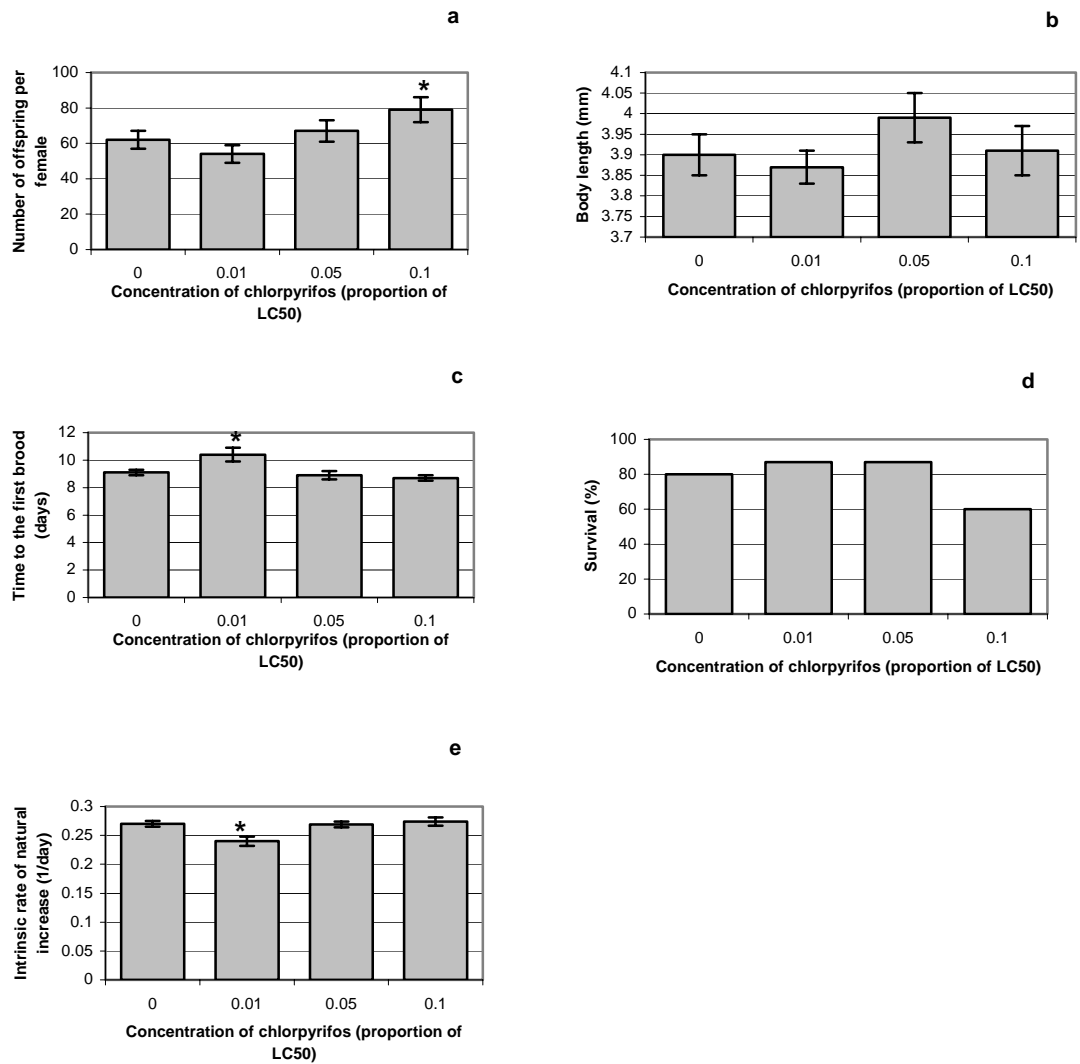 a
Number of offspring per
female
100
80
60
40
20
0
*
0 0.01 0.05 0.1
Concentration of chlorpyrifos (proportion of
LC50)
b
Body length (mm)
4.1
4.05
4
3.95
3.9
3.85
3.8
3.75
3.7
0 0.01 0.05 0.1
Concentration of chlorpyrifos (proportion of LC50)
c
Time to the first brood
(days)
12
10
8
6
4
2
0
*
0 0.01 0.05 0.1
Concentration of chlorpyrifos (proportion of
LC50)
d
Survival (%)
100
80
60
40
20
0
0 0.01 0.05 0.1
Concentration of chlorpyrifos (proportion of LC50)
e
Intrinsic rate of natural
increase (1/day)
0.3
0.25
0.2
0.15
0.1
0.05
0
*
0 0.01 0.05 0.1
Concentration of chlorpyrifos (proportion of
LC50)